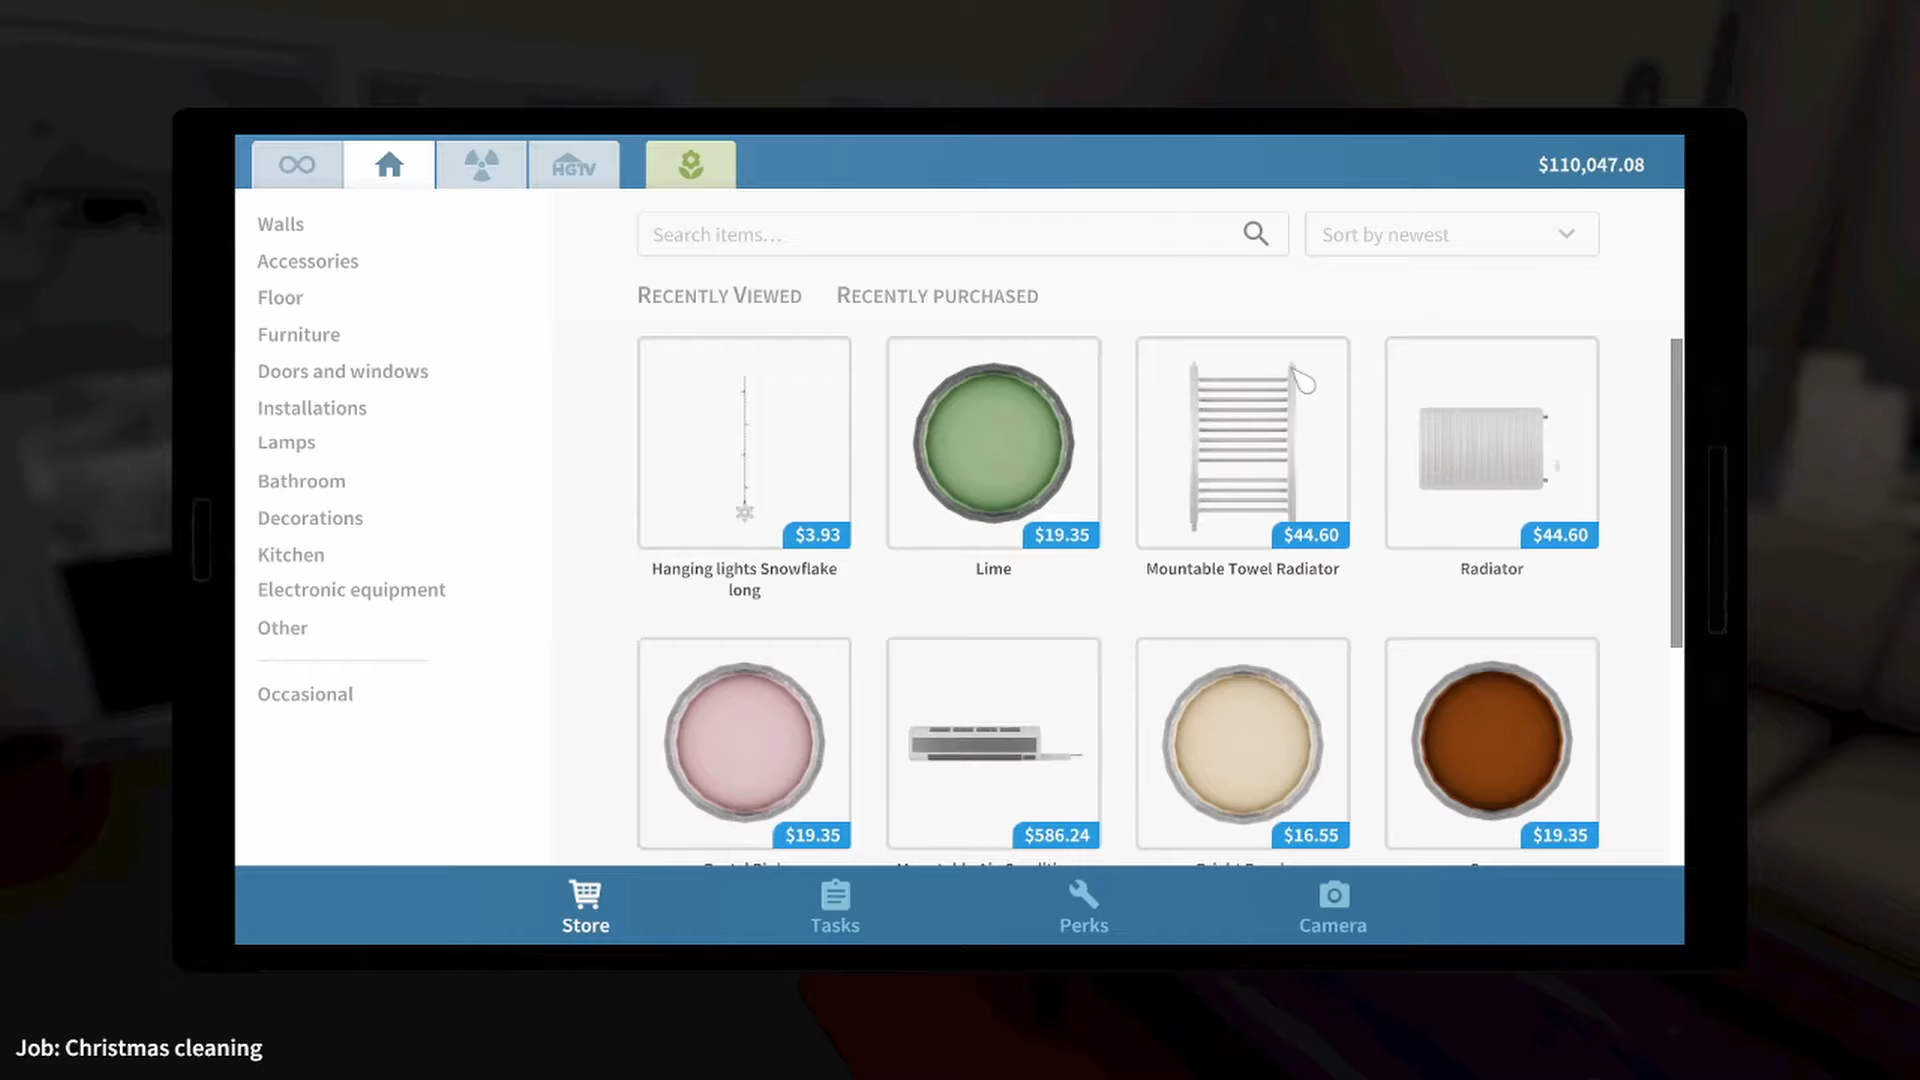 HGTV
$110,047.08
Walls
Accessories
Floor
Furniture
Doors and windows
Installations
Lamps
Bathroom
Decorations
Kitchen
Electronic equipment
Other
Occasional
Search items...
Sort by newest
RECENTLY VIEWED
RECENTLY PURCHASED
$3.93
$19.35
$44.60
$44.60
Hanging lights Snowflake
long
Lime
Mountable Towel Radiator
Radiator
$19.35
$586.24
$16.55
$19.35
Store
Tasks
Perks
Camera
Job: Christmas cleaning